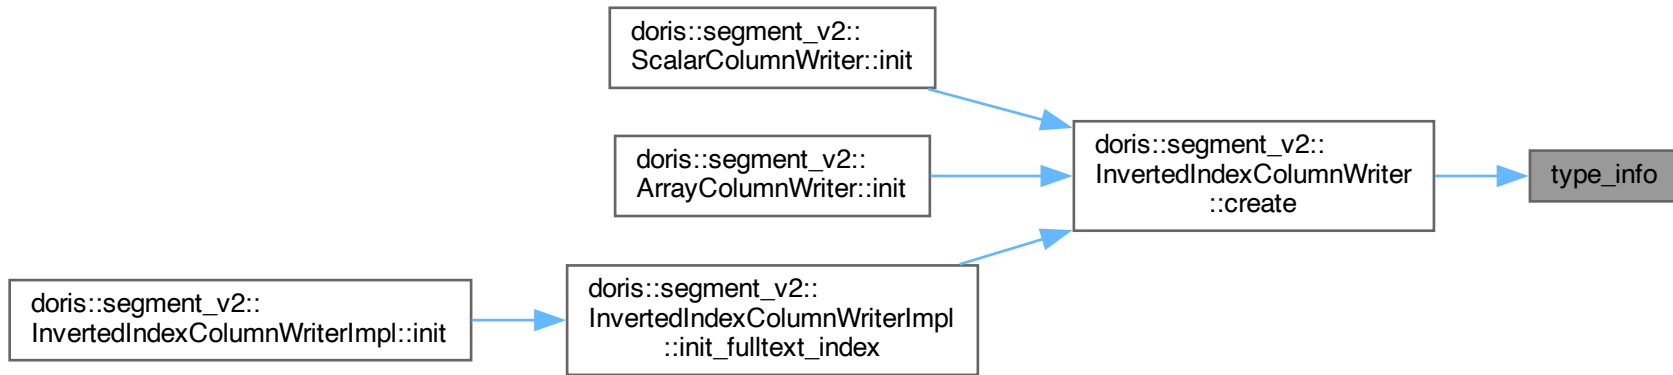 doris::segment_v2::
ScalarColumnWriter::init
doris::segment_v2::
ArrayColumnWriter::init
doris::segment_v2::
InvertedIndexColumnWriter
::create
type_info
doris::segment_v2::
InvertedIndexColumnWriterImpl::init
doris::segment_v2::
InvertedIndexColumnWriterImpl
::init_fulltext_index